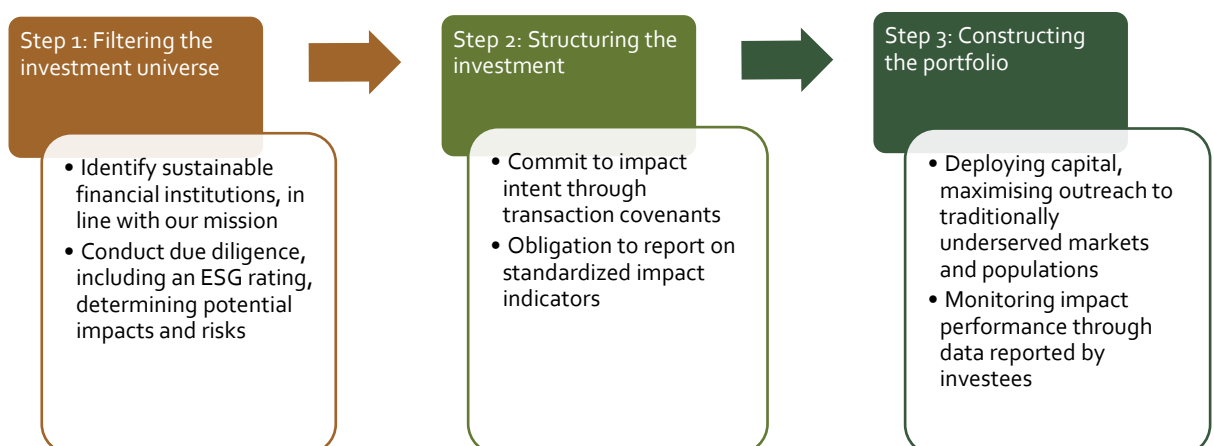 Step 1: Filtering the
investment universe
• Identify sustainable
financial institutions, in
line with our mission
• Conduct due diligence,
including an ESG rating,
determining potential
impacts and risks
Step 2: Structuring the
investment
• Commit to impact
intent through
transaction covenants
• Obligation to report on
standardized impact
indicators
Step 3: Constructing
the portfolio
• Deploying capital,
maximising outreach to
traditionally
underserved markets
and populations
• Monitoring impact
performance through
data reported by
investees